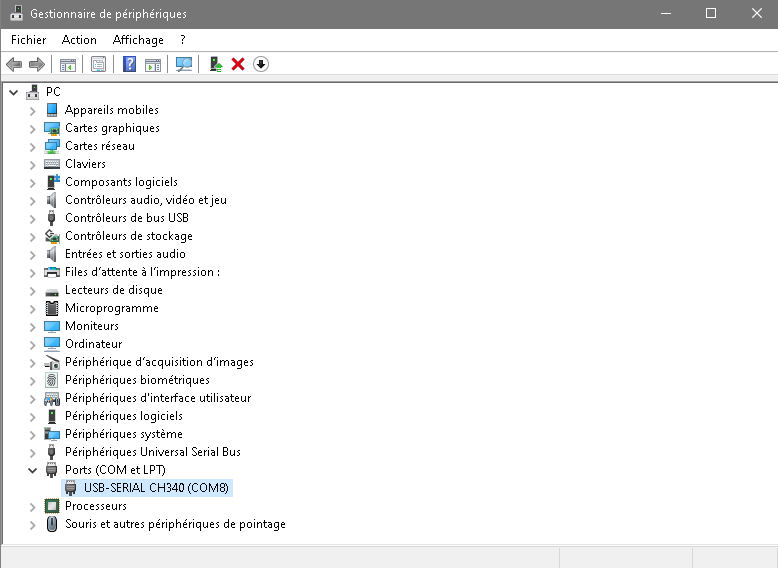 Gestionnaire de périphériques
Fichier Action Affichage ?
PC
Appareils mobiles
Cartes graphiques
Cartes réseau
Claviers
Composants logiciels
Contrôleurs audio, vidéo et jeu
Contrôleurs de bus USB
Contrôleurs de stockage
Entrées et sorties audio
Files d'attente à l'impression :
Lecteurs de disque
Microprogramme
Moniteurs
Ordinateur
Périphérique d'acquisition d'images
Périphériques biométriques
Périphériques d'interface utilisateur
Périphériques logiciels
Périphériques système
Périphériques Universal Serial Bus
Ports (COM et LPT)
USB-SERIAL CH340 (COM8)
Processeurs
Souris et autres périphériques de pointage